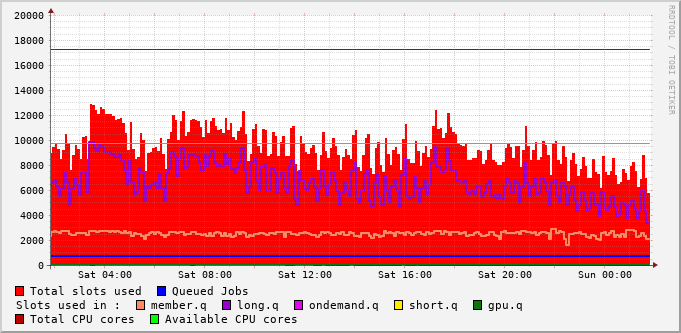 20000
18000
16000
14000
12000
10000
8000
6000
4000
2000
0
Sat 04:00 Sat 08:00 Sat 12:00 Sat 16:00 Sat 20:00 Sun 00:00
Total slots used Queued Jobs
Slots used in : member.q long.q ondemand.q short.q gpu.q
Total CPU cores Available CPU cores
RRDTOOL / TOBI OETIKER